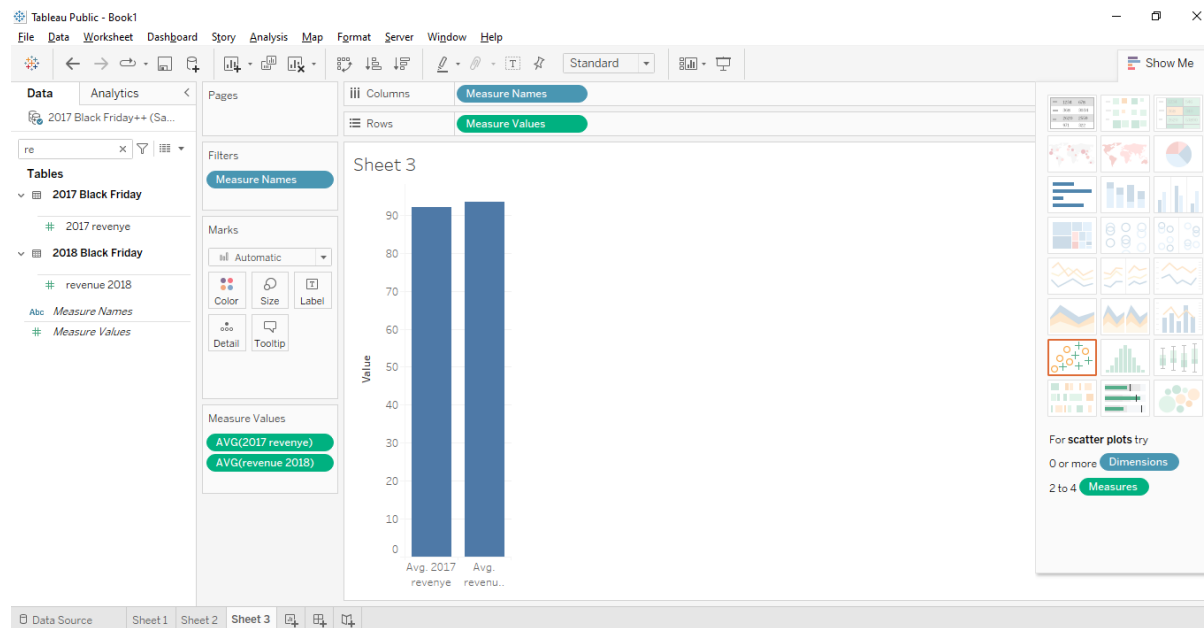 Tableau Public - Book1
File Data Worksheet Dashboard Story Analysis Map Format Server Window Help
Standard
Show Me
Data Analytics
2017 Black Friday++ (Sa...
re
Tables
2017 Black Friday
# 2017 revenye
2018 Black Friday
# revenue 2018
Abc Measure Names
# Measure Values
Pages
Filters
Measure Names
Marks
Automatic
Color Size Label
Detail Tooltip
Measure Values
AVG(2017 revenye)
AVG(revenue 2018)
Columns Measure Names
Rows Measure Values
Sheet 3
Value
90
80
70
60
50
40
30
20
10
0
Avg. 2017 revenye
Avg. revenu..
For scatter plots try
0 or more Dimensions
2 to 4 Measures
Data Source Sheet 1 Sheet 2 Sheet 3